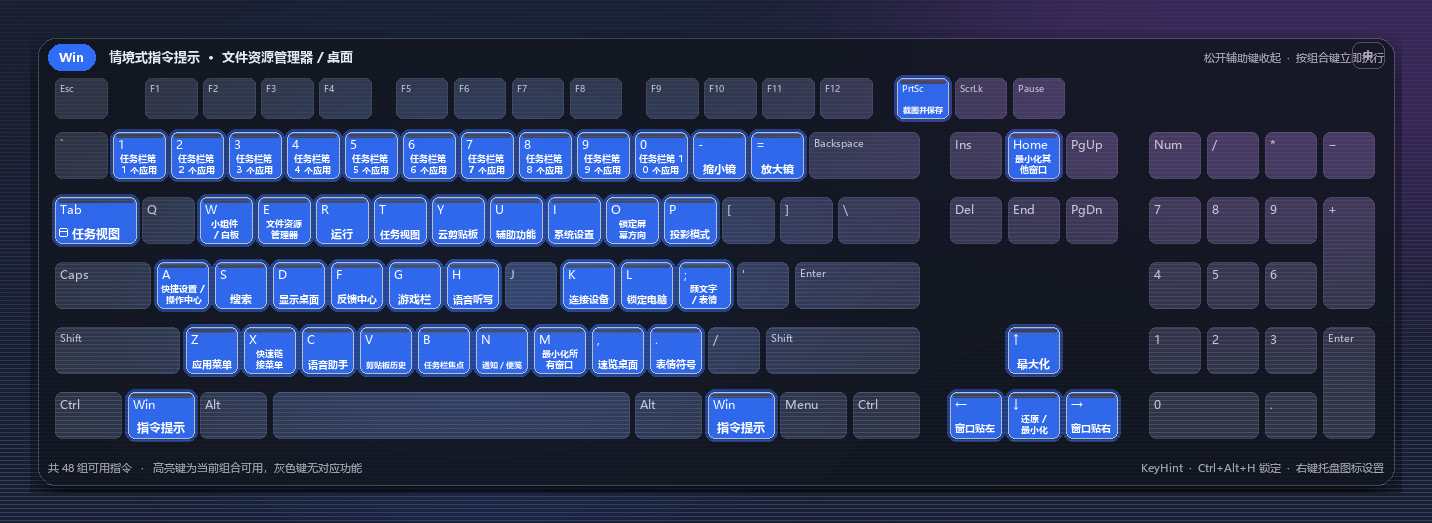 Win 情境式指令提示 • 文件资源管理器 / 桌面
松开辅助键收起 · 按组合键立即执行
中
Esc
F1
F2
F3
F4
F5
F6
F7
F8
F9
F10
F11
F12
PrtSc
截图并保存
ScrLk
Pause
`
1
任务栏第
1 个应用
2
任务栏第
2 个应用
3
任务栏第
3 个应用
4
任务栏第
4 个应用
5
任务栏第
5 个应用
6
任务栏第
6 个应用
7
任务栏第
7 个应用
8
任务栏第
8 个应用
9
任务栏第
9 个应用
0
任务栏第 1
0 个应用
-
缩小镜
=
放大镜
Backspace
Ins
Home
最小化其
他窗口
PgUp
Num
/
*
−
Tab
任务视图
Q
W
小组件
/ 白板
E
文件资源
管理器
R
运行
T
任务视图
Y
云剪贴板
U
辅助功能
I
系统设置
O
锁定屏
幕方向
P
投影模式
[
]
\
Del
End
PgDn
7
8
9
+
Caps
A
快捷设置 /
操作中心
S
搜索
D
显示桌面
F
反馈中心
G
游戏栏
H
语音听写
J
K
连接设备
L
锁定电脑
;
颜文字
/ 表情
'
Enter
4
5
6
Shift
Z
应用菜单
X
快速链
接菜单
C
语音助手
V
剪贴板历史
B
任务栏焦点
N
通知 / 便笺
M
最小化所
有窗口
,
速览桌面
.
表情符号
/
Shift
↑
最大化
1
2
3
Enter
Ctrl
Win
指令提示
Alt
Alt
Win
指令提示
Menu
Ctrl
←
窗口贴左
↓
还原 /
最小化
→
窗口贴右
0
.
共 48 组可用指令 · 高亮键为当前组合可用，灰色键无对应功能
KeyHint · Ctrl+Alt+H 锁定 · 右键托盘图标设置